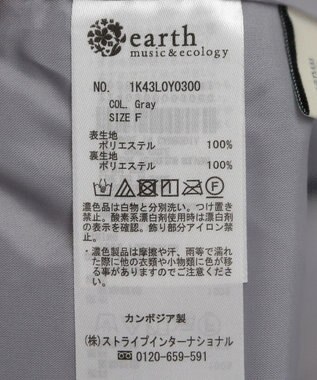 earth
music&ecology
NO. 1K43L0Y0300
COL. Gray
SIZE F
表生地
ポリエステル 100%
裏生地
ポリエステル 100%
濃色品は白物と分別洗い。つけ置き
禁止。酸素系漂白剤使用時は漂白剤
の表示を確認。飾り部分アイロン禁
止。
・濃色製品は摩擦や汗、雨等で濡れ
た際に他の衣類や小物類に色が移
る事がありますのでご注意くださ
い。
カンボジア製
(株)ストライプインターナショナル
0120-659-591